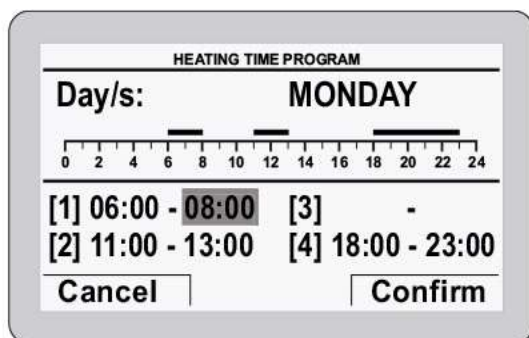 HEATING TIME PROGRAM
Day/s: MONDAY
0 2 4 6 8 10 12 14 16 18 20 22 24
[1] 06:00 - 08:00 [3] -
[2] 11:00 - 13:00 [4] 18:00 - 23:00
Cancel Confirm